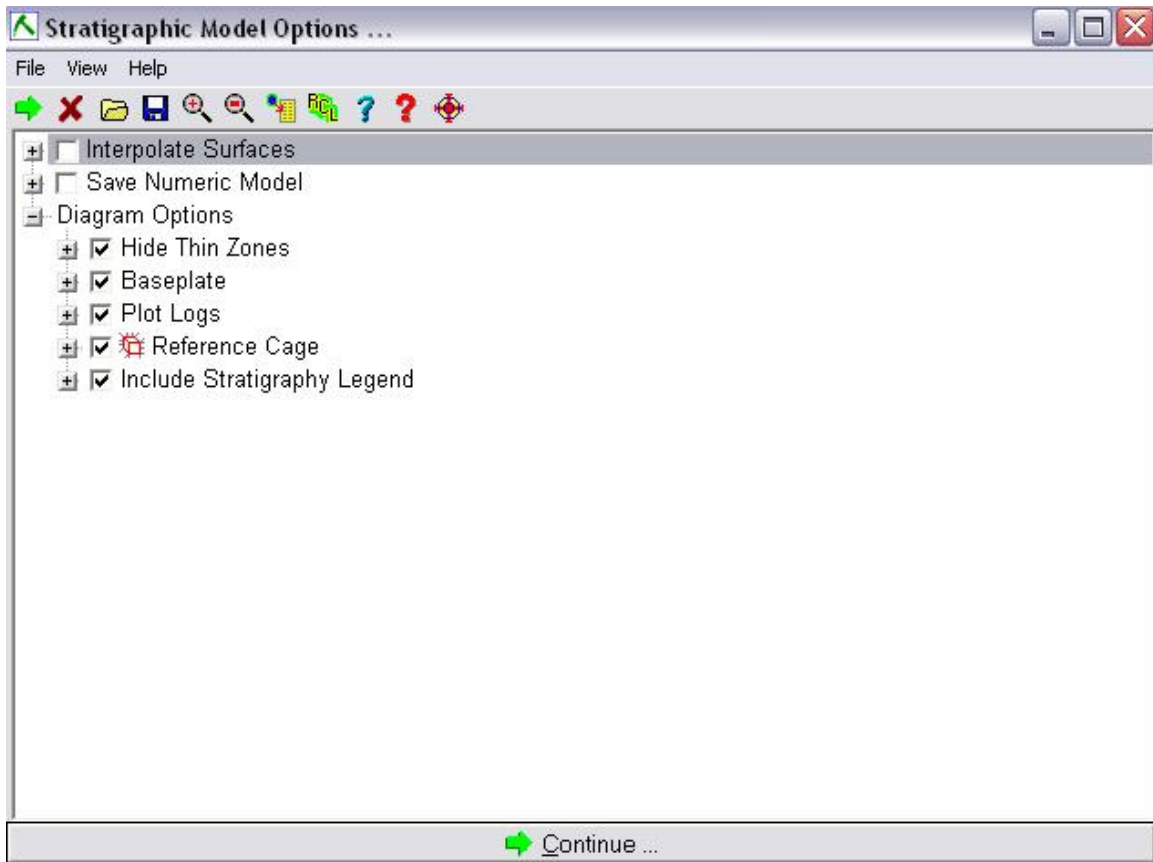 Stratigraphic Model Options ...
File View Help
RCL
Interpolate Surfaces
Save Numeric Model
Diagram Options
Hide Thin Zones
Baseplate
Plot Logs
Reference Cage
Include Stratigraphy Legend
Continue ...